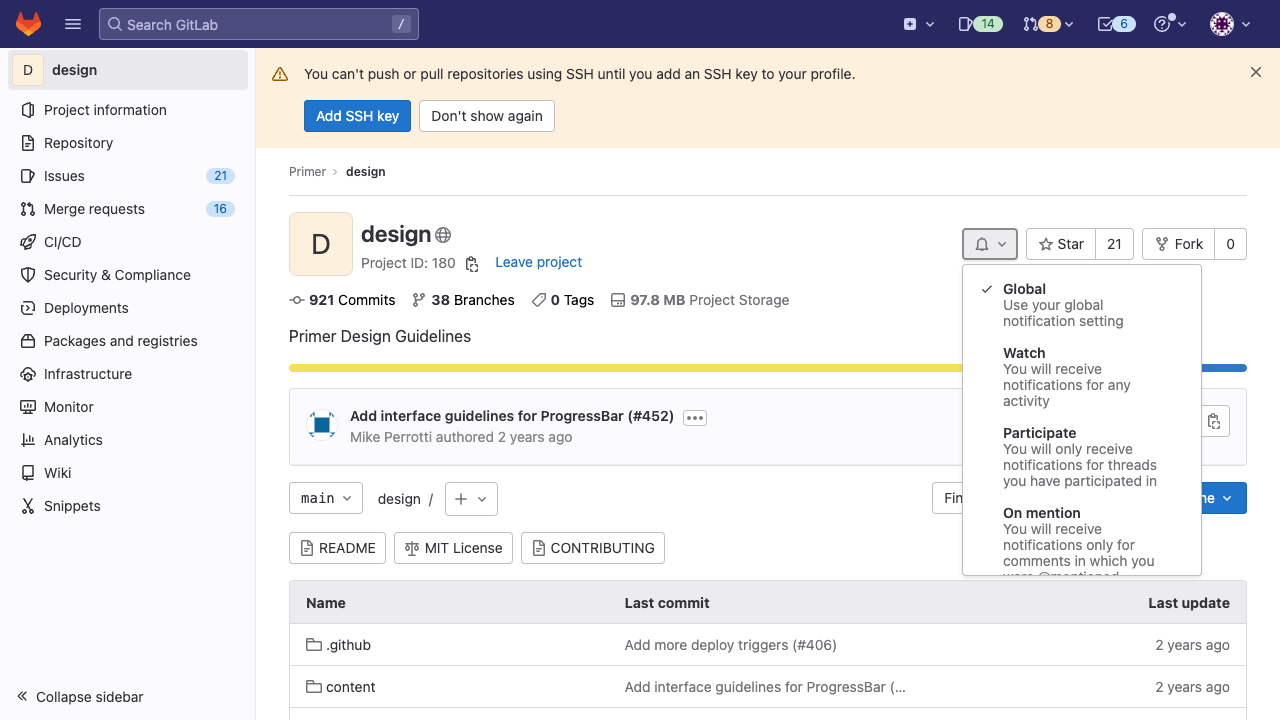 Search GitLab
/
14
8
6
D
design
Project information
Repository
Issues
21
Merge requests
16
CI/CD
Security & Compliance
Deployments
Packages and registries
Infrastructure
Monitor
Analytics
Wiki
Snippets
Collapse sidebar
You can't push or pull repositories using SSH until you add an SSH key to your profile.
Add SSH key
Don't show again
Primer
design
D
design
Project ID: 180
Leave project
Star
21
Fork
0
921 Commits
38 Branches
0 Tags
97.8 MB Project Storage
Primer Design Guidelines
Global
Use your global
notification setting
Watch
You will receive
notifications for any
activity
Participate
You will only receive
notifications for threads
you have participated in
On mention
You will receive
notifications only for
comments in which you
were @mentioned
Add interface guidelines for ProgressBar (#452)
Mike Perrotti authored 2 years ago
main
design /
README
MIT License
CONTRIBUTING
Name
Last commit
Last update
.github
Add more deploy triggers (#406)
2 years ago
content
Add interface guidelines for ProgressBar (…
2 years ago